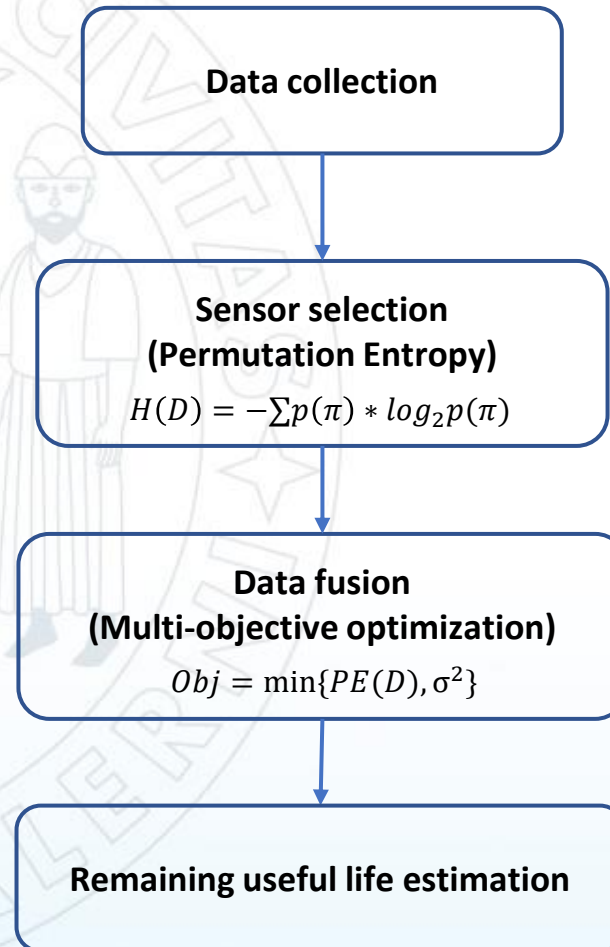 Data collection
Sensor selection
(Permutation Entropy)
H(D) = −∑p(π) ∗ log₂p(π)
Data fusion
(Multi-objective optimization)
Obj = min{PE(D), σ²}
Remaining useful life estimation
CIVITAS